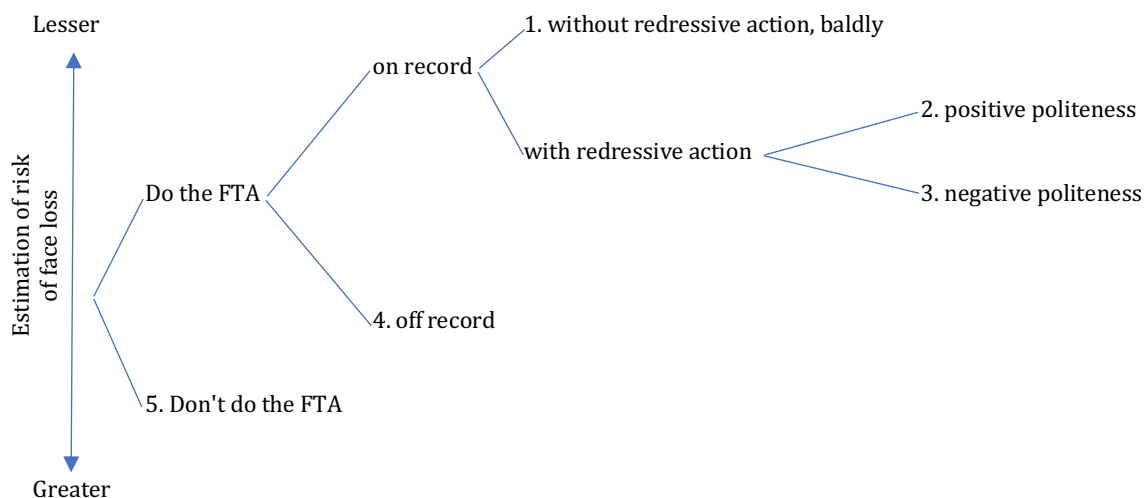 Lesser
1. without redressive action, baldly
on record
2. positive politeness
with redressive action
Estimation of risk
of face loss
Do the FTA
3. negative politeness
4. off record
5. Don't do the FTA
Greater